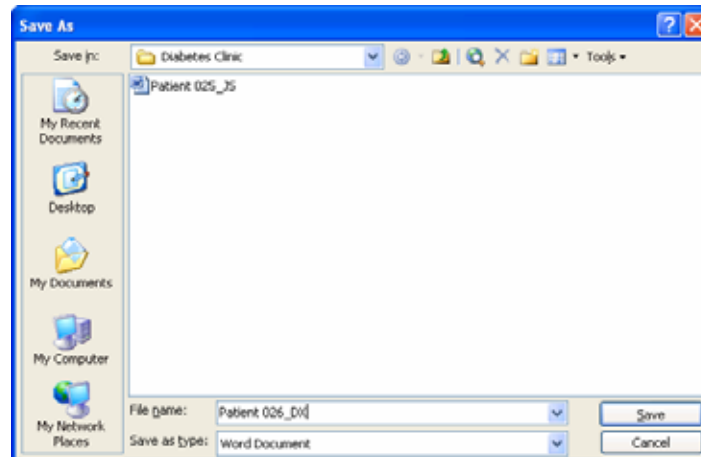 Save As
Save in: Diabetes Clinic Tools
Patient 025_JS
My Recent
Documents
Desktop
My Documents
My Computer
My Network
Places
File name: Patient 026_DX Save
Save as type: Word Document Cancel